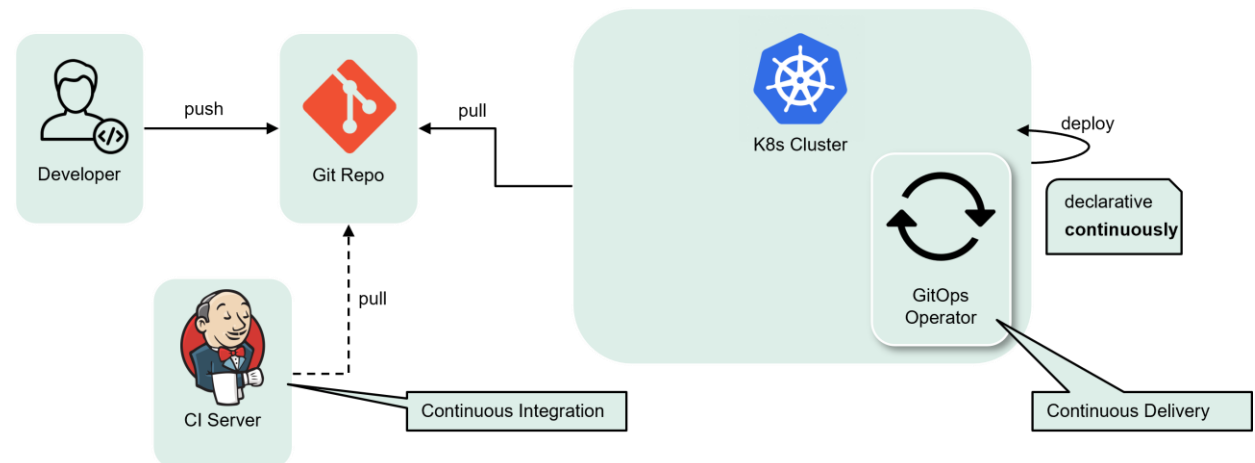 push
Developer
Git Repo
pull
K8s Cluster
deploy
declarative
continuously
GitOps
Operator
pull
CI Server
Continuous Integration
Continuous Delivery